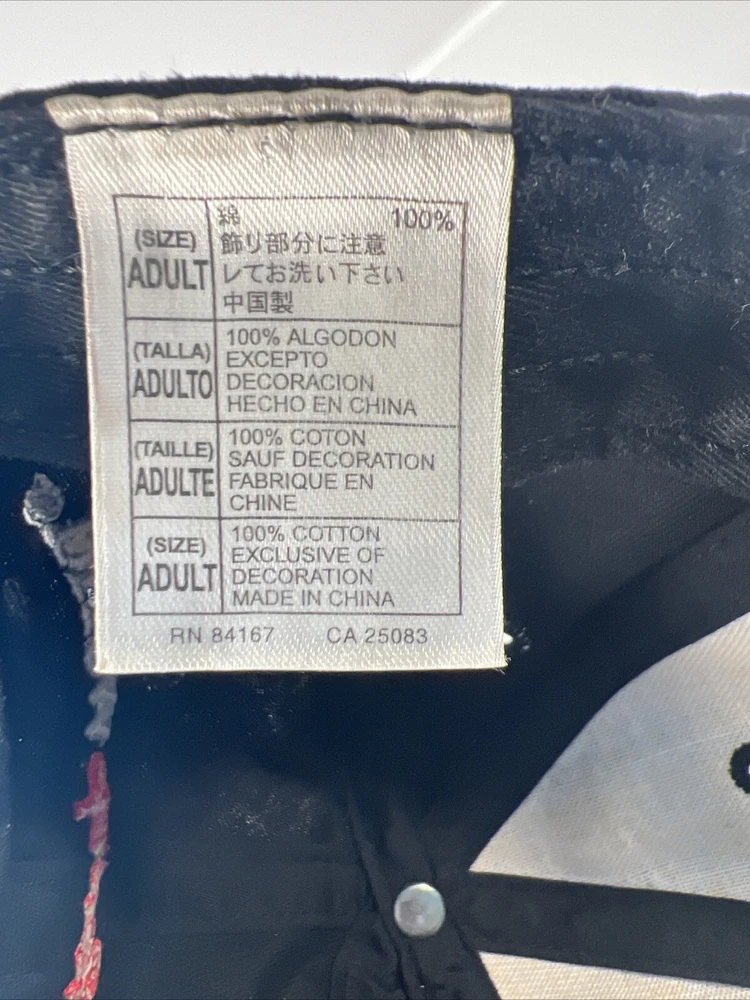 (SIZE)
ADULT
綿 100%
飾り部分に注意
レてお洗い下さい
中国製
(TALLA)
ADULTO
100% ALGODON
EXCEPTO
DECORACION
HECHO EN CHINA
(TAILLE)
ADULTE
100% COTON
SAUF DECORATION
FABRIQUE EN
CHINE
(SIZE)
ADULT
100% COTTON
EXCLUSIVE OF
DECORATION
MADE IN CHINA
RN 84167 CA 25083